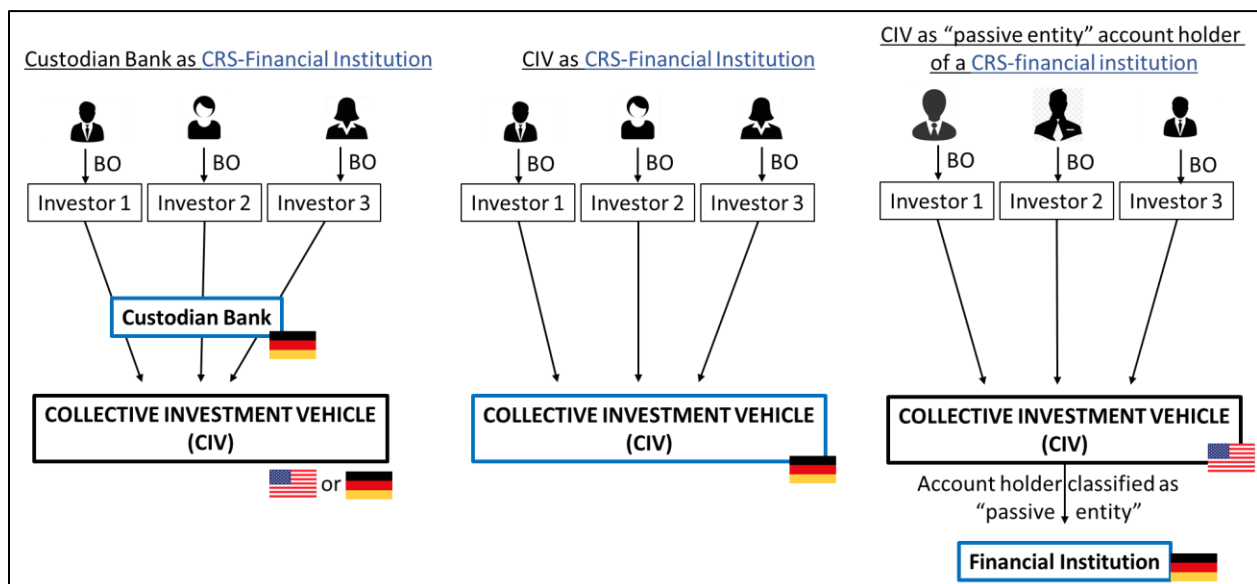 Custodian Bank as CRS-Financial Institution
BO
BO
BO
Investor 1
Investor 2
Investor 3
Custodian Bank
COLLECTIVE INVESTMENT VEHICLE
(CIV)
or
CIV as CRS-Financial Institution
BO
BO
BO
Investor 1
Investor 2
Investor 3
COLLECTIVE INVESTMENT VEHICLE
(CIV)
CIV as “passive entity” account holder
of a CRS-financial institution
BO
BO
BO
Investor 1
Investor 2
Investor 3
COLLECTIVE INVESTMENT VEHICLE
(CIV)
Account holder classified as
“passive entity”
Financial Institution